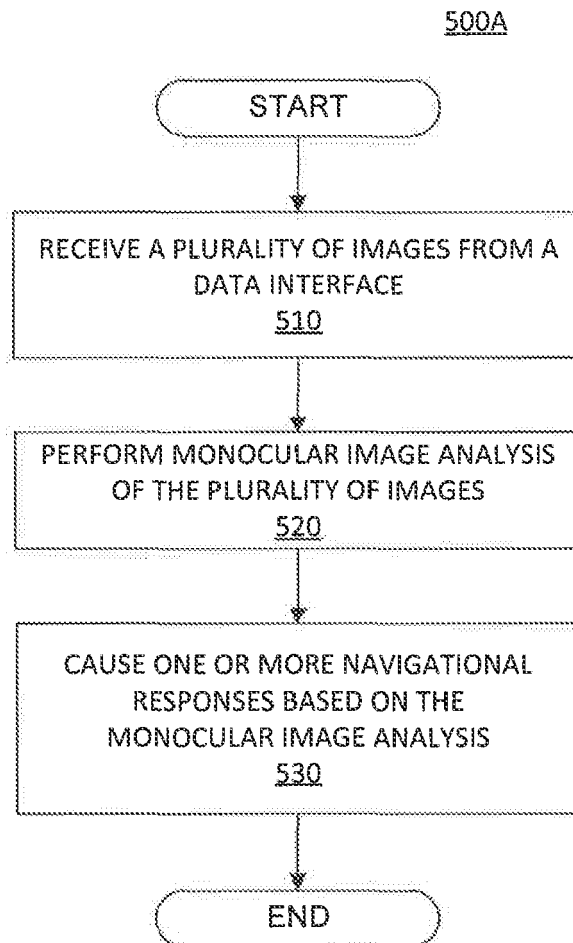 500A
START
RECEIVE A PLURALITY OF IMAGES FROM A
DATA INTERFACE
510
PERFORM MONOCULAR IMAGE ANALYSIS
OF THE PLURALITY OF IMAGES
520
CAUSE ONE OR MORE NAVIGATIONAL
RESPONSES BASED ON THE
MONOCULAR IMAGE ANALYSIS
530
END